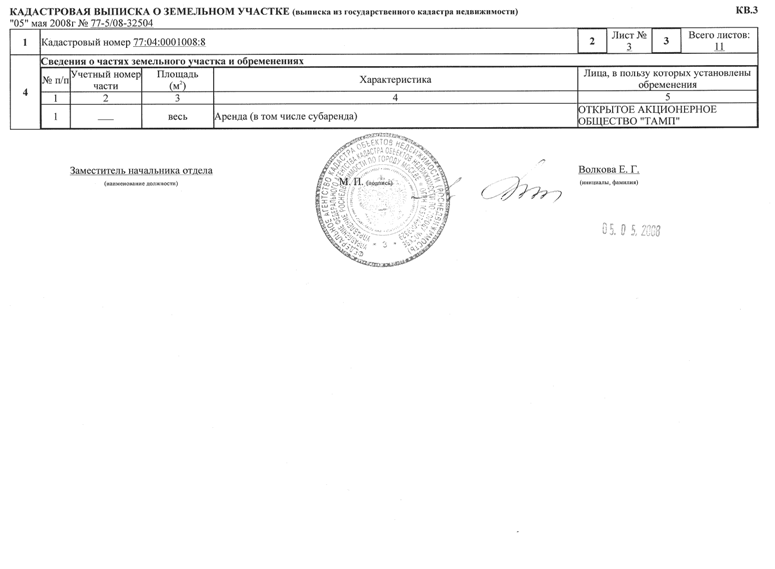 КАДАСТРОВАЯ ВЫПИСКА О ЗЕМЕЛЬНОМ УЧАСТКЕ (выписка из государственного кадастра недвижимости) КВ.3
"05" мая 2008г № 77-5/08-32504
1 Кадастровый номер 77:04:0001008:8 2 Лист № 3 3 Всего листов: 11
4 Сведения о частях земельного участка и обременениях
№ п/п Учетный номер части Площадь (м²) Характеристика Лица, в пользу которых установлены обременения
1 2 3 4 5
1 — весь Аренда (в том числе субаренда) ОТКРЫТОЕ АКЦИОНЕРНОЕ ОБЩЕСТВО "ТАМП"
Заместитель начальника отдела М. П. (подпись) Волкова Е. Г.
(наименование должности) (инициалы, фамилия)
05.05.2008